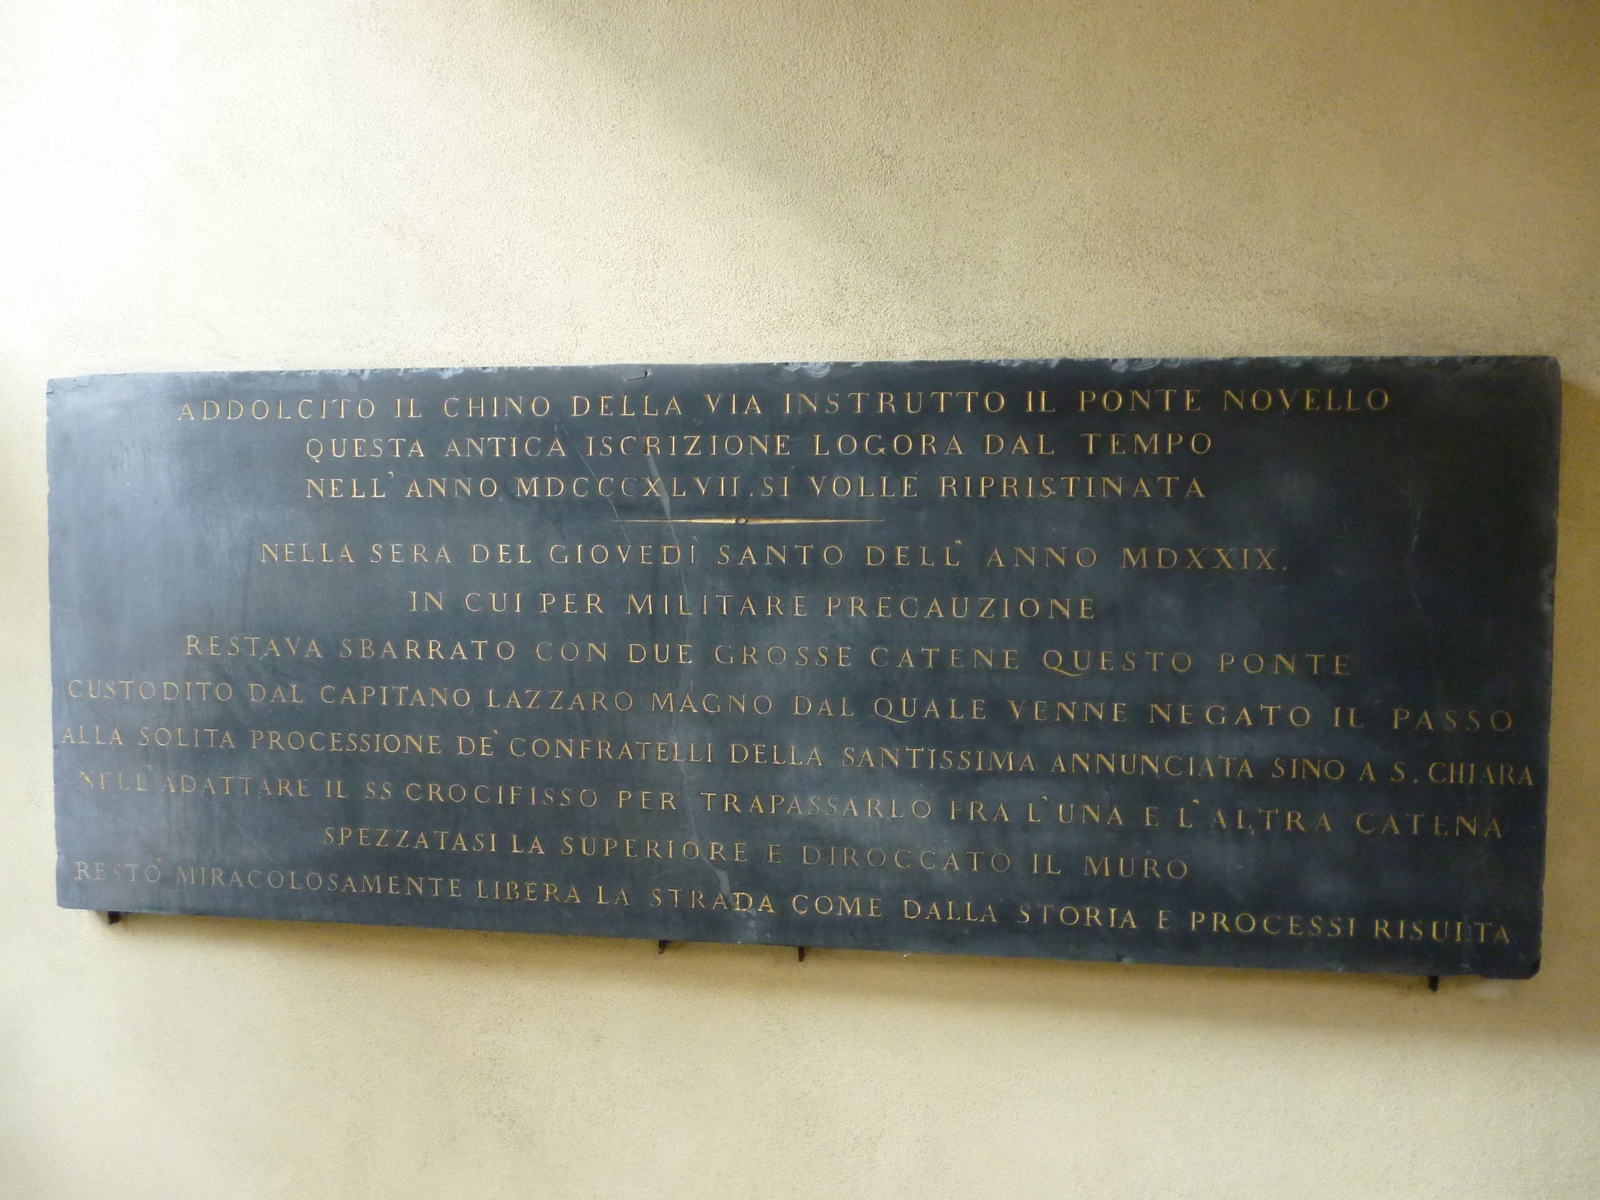 ADDOLCITO IL CHINO DELLA VIA INSTRUTTO IL PONTE NOVELLO
QUESTA ANTICA ISCRIZIONE LOGORA DAL TEMPO
NELL' ANNO MDCCCXLVII. SI VOLLE RIPRISTINATA
NELLA SERA DEL GIOVEDÌ SANTO DELL' ANNO MDXXIX.
IN CUI PER MILITARE PRECAUZIONE
RESTAVA SBARRATO CON DUE GROSSE CATENE QUESTO PONTE
CUSTODITO DAL CAPITANO LAZZARO MAGNO DAL QUALE VENNE NEGATO IL PASSO
ALLA SOLITA PROCESSIONE DE' CONFRATELLI DELLA SANTISSIMA ANNUNCIATA SINO A S. CHIARA
NELL' ADATTARE IL SS CROCIFISSO PER TRAPASSARLO FRA L' UNA E L' ALTRA CATENA
SPEZZATASI LA SUPERIORE E DIROCCATO IL MURO
RESTÒ MIRACOLOSAMENTE LIBERA LA STRADA COME DALLA STORIA E PROCESSI RISULTA